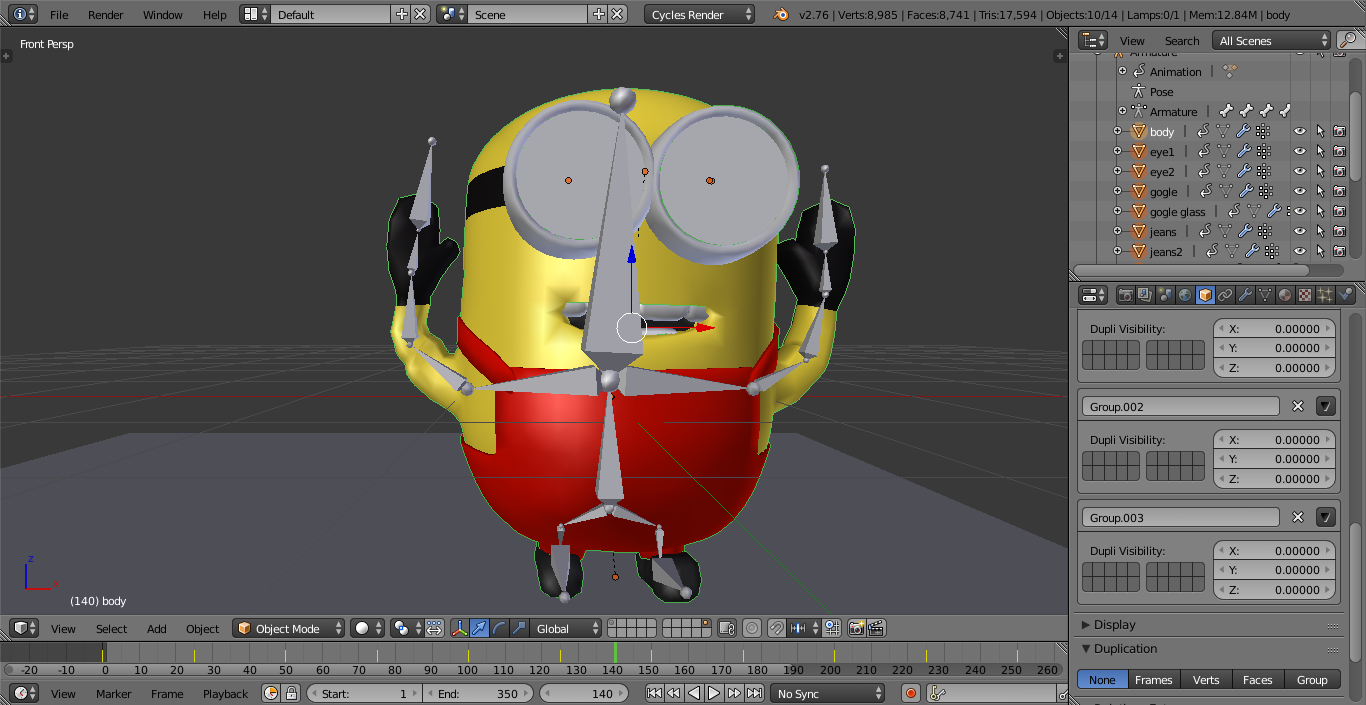 File Render Window Help Default Scene Cycles Render v2.76 | Verts:8,985 | Faces:8,741 | Tris:17,594 | Objects:10/14 | Lamps:0/1 | Mem:12.84M | body
Front Persp
View Search All Scenes
Armature
Animation
Pose
Armature
body
eye1
eye2
gogle
gogle glass
jeans
jeans2
Dupli Visibility: X: 0.00000
Y: 0.00000
Z: 0.00000
Group.002
Dupli Visibility: X: 0.00000
Y: 0.00000
Z: 0.00000
Group.003
Dupli Visibility: X: 0.00000
Y: 0.00000
Z: 0.00000
Display
Duplication
None Frames Verts Faces Group
z
x
(140) body
View Select Add Object Object Mode Global
-20 -10 0 10 20 30 40 50 60 70 80 90 100 110 120 130 140 150 160 170 180 190 200 210 220 230 240 250 260
View Marker Frame Playback Start: 1 End: 350 140 No Sync